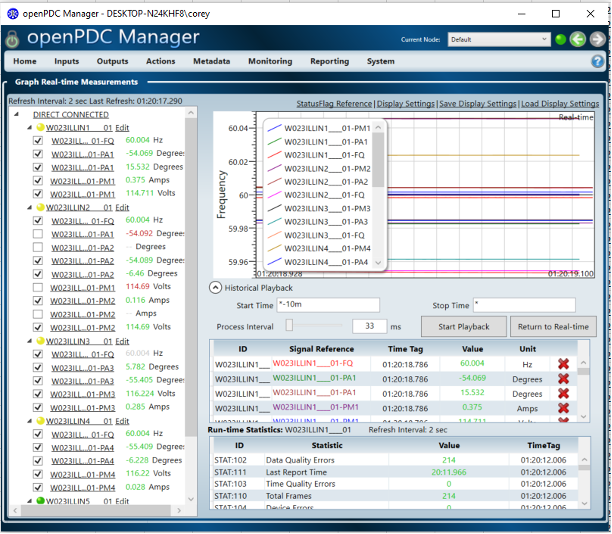 openPDC Manager - DESKTOP-N24KHF8\corey
openPDC Manager
Current Node: Default
Home Inputs Outputs Actions Metadata Monitoring Reporting System
Graph Real-time Measurements
Refresh Interval: 2 sec Last Refresh: 01:20:17.290
StatusFlag Reference | Display Settings | Save Display Settings | Load Display Settings
DIRECT CONNECTED
W023ILLIN1___01 Edit
W023ILL... 01-FQ 60.004 Hz
W023ILL...01-PA1 -54.069 Degrees
W023ILL...01-PA1 15.532 Degrees
W023ILL..01-PM1 0.375 Amps
W023ILL..01-PM1 114.711 Volts
W023ILLIN2___01 Edit
W023ILL... 01-FQ 60.004 Hz
W023ILL...01-PA1 -54.092 Degrees
W023ILL...01-PA2 -- Degrees
W023ILL...01-PA2 -54.089 Degrees
W023ILL...01-PA2 -6.46 Degrees
W023ILL..01-PM1 114.69 Volts
W023ILL..01-PM2 0.116 Amps
W023ILL..01-PM2 -- Amps
W023ILL..01-PM2 114.69 Volts
W023ILLIN3___01 Edit
W023ILL... 01-FQ 60.004 Hz
W023ILL...01-PA3 5.782 Degrees
W023ILL...01-PA3 -55.405 Degrees
W023ILL..01-PM3 116.224 Volts
W023ILL..01-PM3 0.285 Amps
W023ILLIN4___01 Edit
W023ILL... 01-FQ 60.004 Hz
W023ILL...01-PA4 -55.409 Degrees
W023ILL...01-PA4 -6.228 Degrees
W023ILL..01-PM4 116.22 Volts
W023ILL..01-PM4 0.028 Amps
W023ILLIN5___01 Edit
Real-time
Frequency
60.04
60.02
60
59.98
59.96
W023ILLIN1___01-PM1
W023ILLIN1___01-PA1
W023ILLIN1___01-FQ
W023ILLIN2___01-PM2
W023ILLIN2___01-PA2
W023ILLIN2___01-FQ
W023ILLIN3___01-PM3
W023ILLIN3___01-PA3
W023ILLIN3___01-FQ
W023ILLIN4___01-PM4
W023ILLIN4___01-PA4
01:20:18.928 01:20:19.100
Historical Playback
Start Time *-10m Stop Time *
Process Interval 33 ms Start Playback Return to Real-time
ID Signal Reference Time Tag Value Unit
W023ILLIN1___ W023ILLIN1___01-FQ 01:20:18.786 60.004 Hz
W023ILLIN1___ W023ILLIN1___01-PA1 01:20:18.786 -54.069 Degrees
W023ILLIN1___ W023ILLIN1___01-PA1 01:20:18.786 15.532 Degrees
W023ILLIN1___ W023ILLIN1___01-PM1 01:20:18.786 0.375 Amps
W023ILLIN1___ W023ILLIN1___01-PM1 01:20:18.786 114.711 Volts
Run-time Statistics: W023ILLIN1___01 Refresh Interval: 2 sec
ID Statistic Value TimeTag
STAT:102 Data Quality Errors 214 01:20:12.006
STAT:111 Last Report Time 20:11.966 01:20:12.006
STAT:103 Time Quality Errors 0 01:20:12.006
STAT:110 Total Frames 214 01:20:12.006
STAT:104 Device Errors 0 01:20:12.006